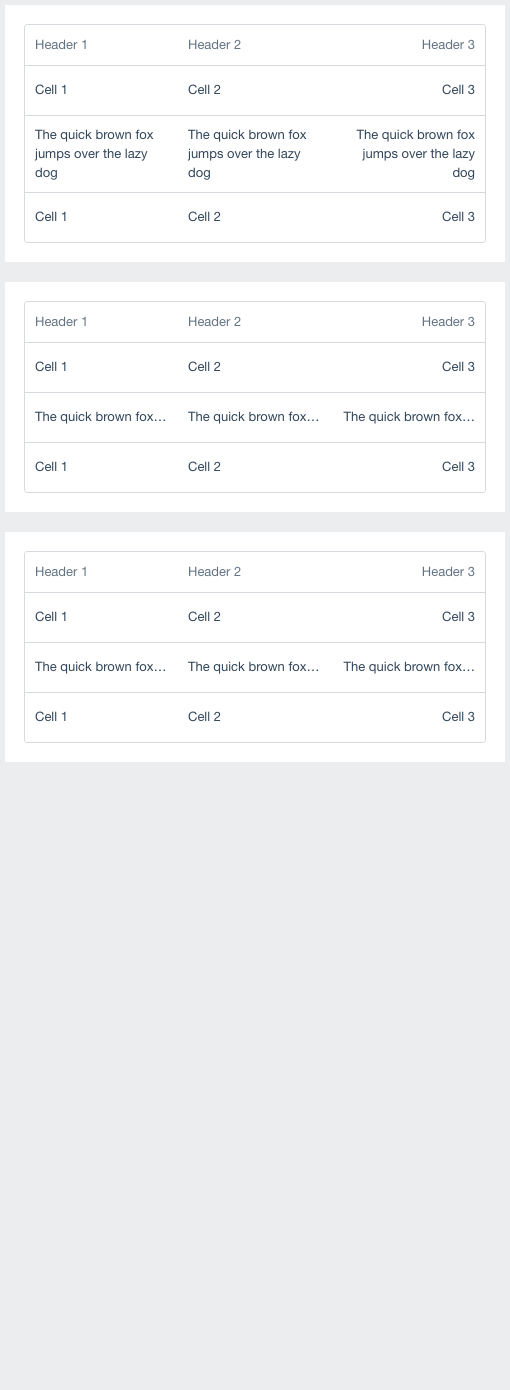 Header 1 Header 2 Header 3
Cell 1 Cell 2 Cell 3
The quick brown fox The quick brown fox The quick brown fox
jumps over the lazy jumps over the lazy jumps over the lazy
dog dog dog
Cell 1 Cell 2 Cell 3
Header 1 Header 2 Header 3
Cell 1 Cell 2 Cell 3
The quick brown fox… The quick brown fox… The quick brown fox…
Cell 1 Cell 2 Cell 3
Header 1 Header 2 Header 3
Cell 1 Cell 2 Cell 3
The quick brown fox… The quick brown fox… The quick brown fox…
Cell 1 Cell 2 Cell 3